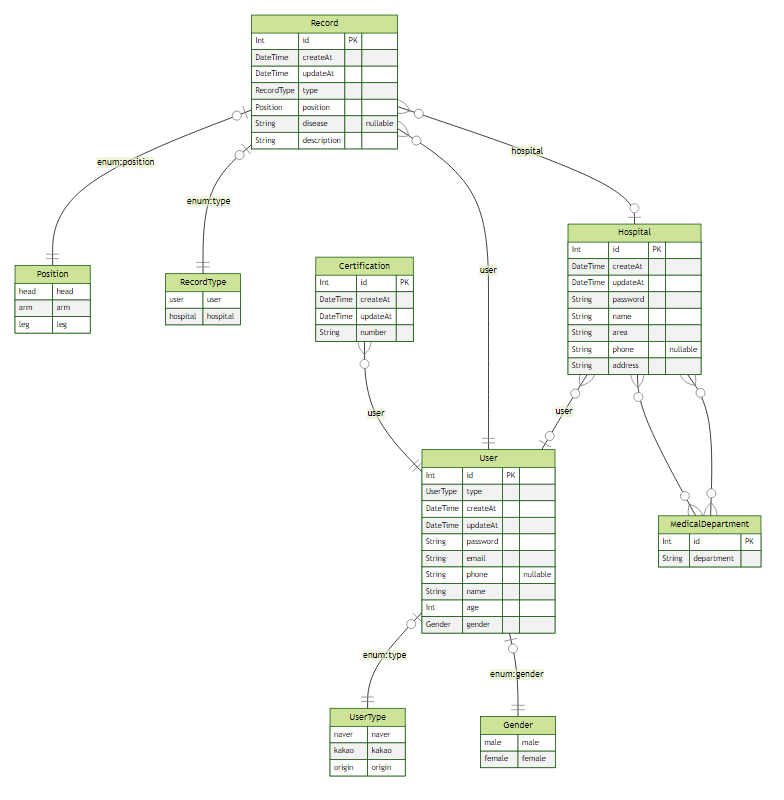 Record
Int id PK
DateTime createAt
DateTime updateAt
RecordType type
Position position
String disease nullable
String description
enum:position
enum:type
hospital
user
Position
head head
arm arm
leg leg
RecordType
user user
hospital hospital
Certification
Int id PK
DateTime createAt
DateTime updateAt
String number
user
Hospital
Int id PK
DateTime createAt
DateTime updateAt
String password
String name
String area
String phone nullable
String address
user
User
Int id PK
UserType type
DateTime createAt
DateTime updateAt
String password
String email
String phone nullable
String name
Int age
Gender gender
MedicalDepartment
Int id PK
String department
enum:type
enum:gender
UserType
naver naver
kakao kakao
origin origin
Gender
male male
female female